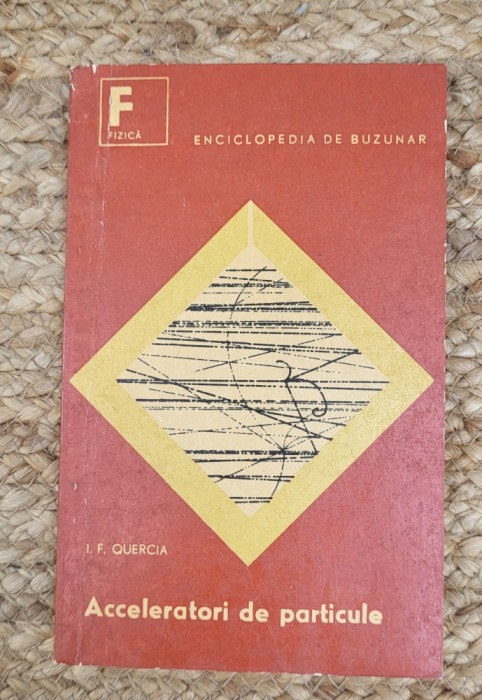 F
FIZICĂ
ENCICLOPEDIA DE BUZUNAR
I. F. QUERCIA
Acceleratori de particule